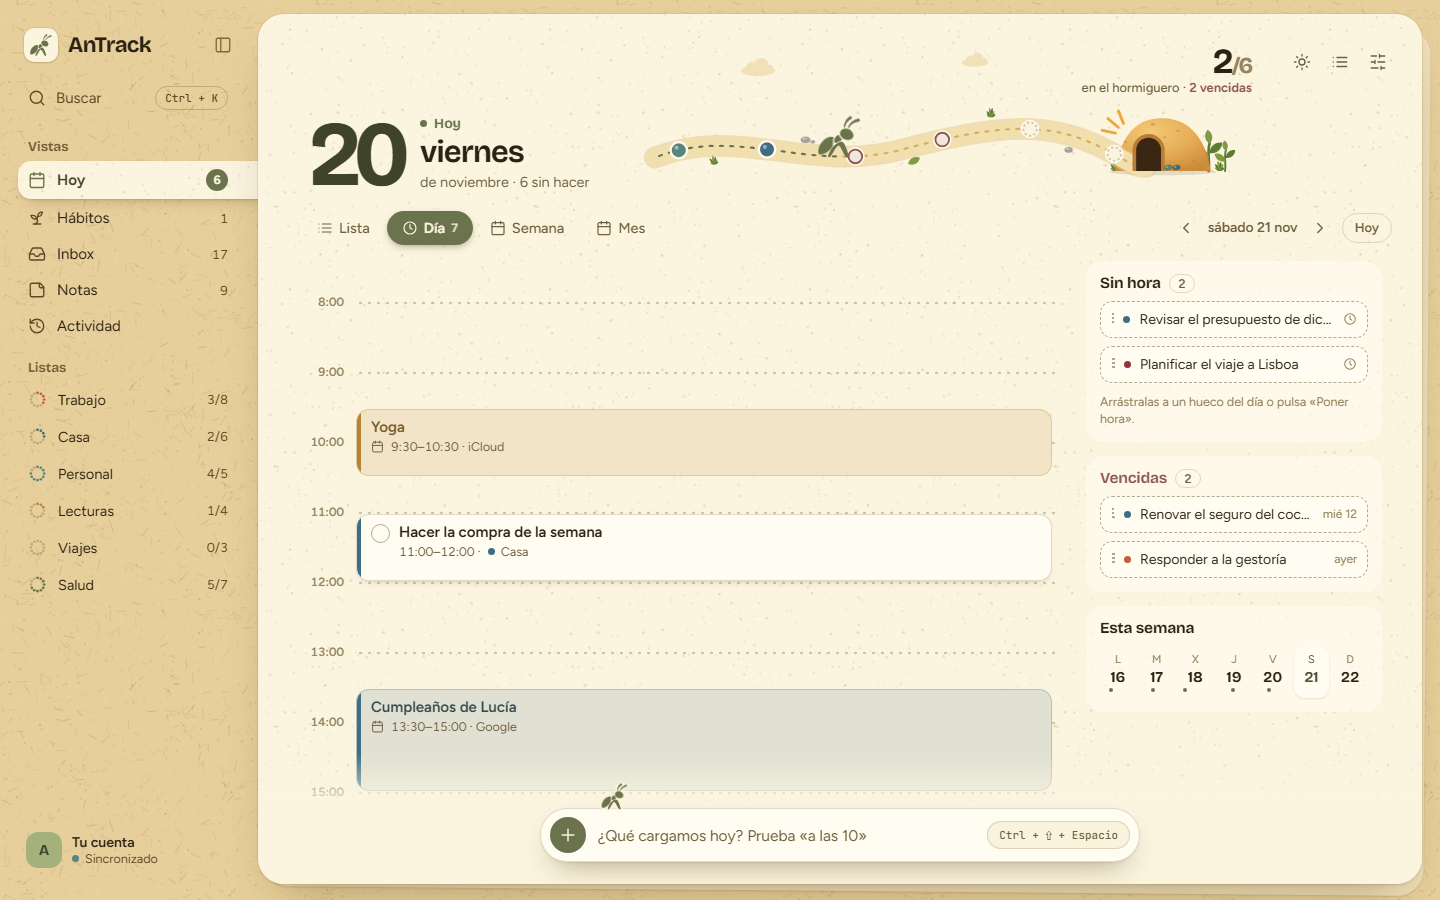 AnTrack
Buscar
Ctrl + K
Vistas
Hoy 6
Hábitos 1
Inbox 17
Notas 9
Actividad
Listas
Trabajo 3/8
Casa 2/6
Personal 4/5
Lecturas 1/4
Viajes 0/3
Salud 5/7
A
Tu cuenta
Sincronizado
2/6
en el hormiguero · 2 vencidas
20
Hoy
viernes
de noviembre · 6 sin hacer
Lista
Día 7
Semana
Mes
sábado 21 nov
Hoy
8:00
9:00
10:00
11:00
12:00
13:00
14:00
15:00
Yoga
9:30–10:30 · iCloud
Hacer la compra de la semana
11:00–12:00 · Casa
Cumpleaños de Lucía
13:30–15:00 · Google
Sin hora 2
Revisar el presupuesto de dic...
Planificar el viaje a Lisboa
Arrástralas a un hueco del día o pulsa «Poner
hora».
Vencidas 2
Renovar el seguro del coc... mié 12
Responder a la gestoría ayer
Esta semana
L M X J V S D
16 17 18 19 20 21 22
¿Qué cargamos hoy? Prueba «a las 10»
Ctrl + ⇧ + Espacio